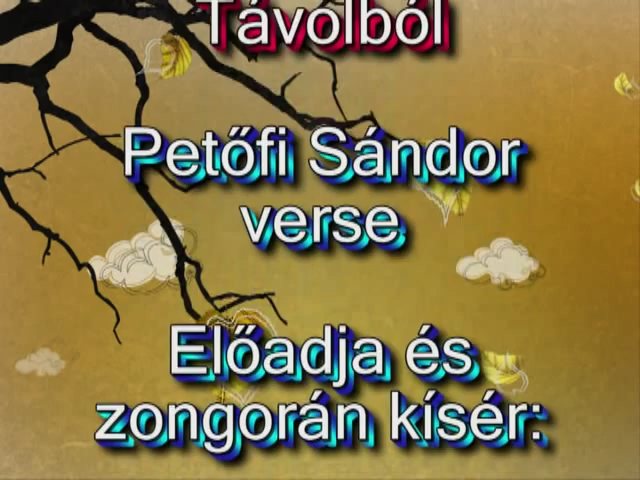 Távolból
Petőfi Sándor
verse
Előadja és
zongorán kísér: